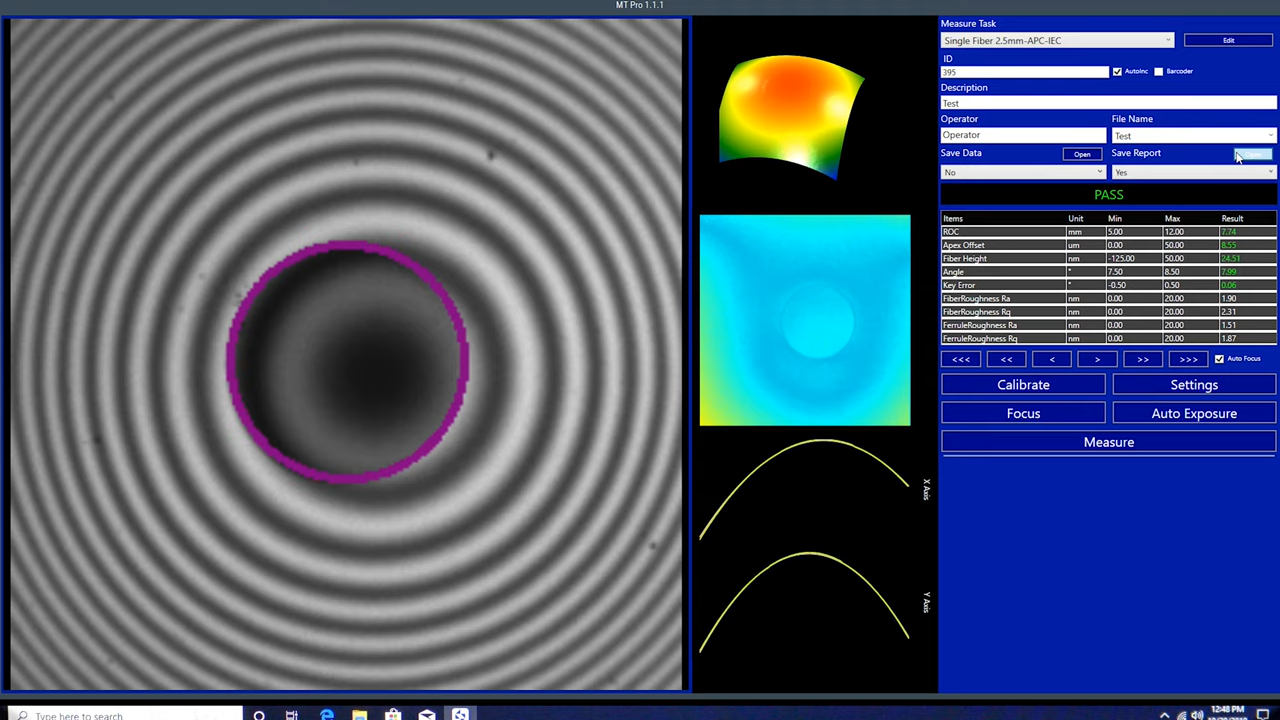 MT Pro 1.1.1
Measure Task
Single Fiber 2.5mm-APC-IEC
Edit
ID
395
AutoInc
Barcoder
Description
Test
Operator
File Name
Operator
Test
Save Data
Open
Save Report
No
Yes
PASS
Items Unit Min Max Result
ROC mm 5.00 12.00 7.74
Apex Offset um 0.00 50.00 8.55
Fiber Height nm -125.00 50.00 24.51
Angle ° 7.50 8.50 7.99
Key Error ° -0.50 0.50 0.06
FiberRoughness Ra nm 0.00 20.00 1.90
FiberRoughness Rq nm 0.00 20.00 2.31
FerruleRoughness Ra nm 0.00 20.00 1.51
FerruleRoughness Rq nm 0.00 20.00 1.87
<<< << < > >> >>> Auto Focus
Calibrate Settings
Focus Auto Exposure
Measure
X Axis
Y Axis
Type here to search
12:48 PM